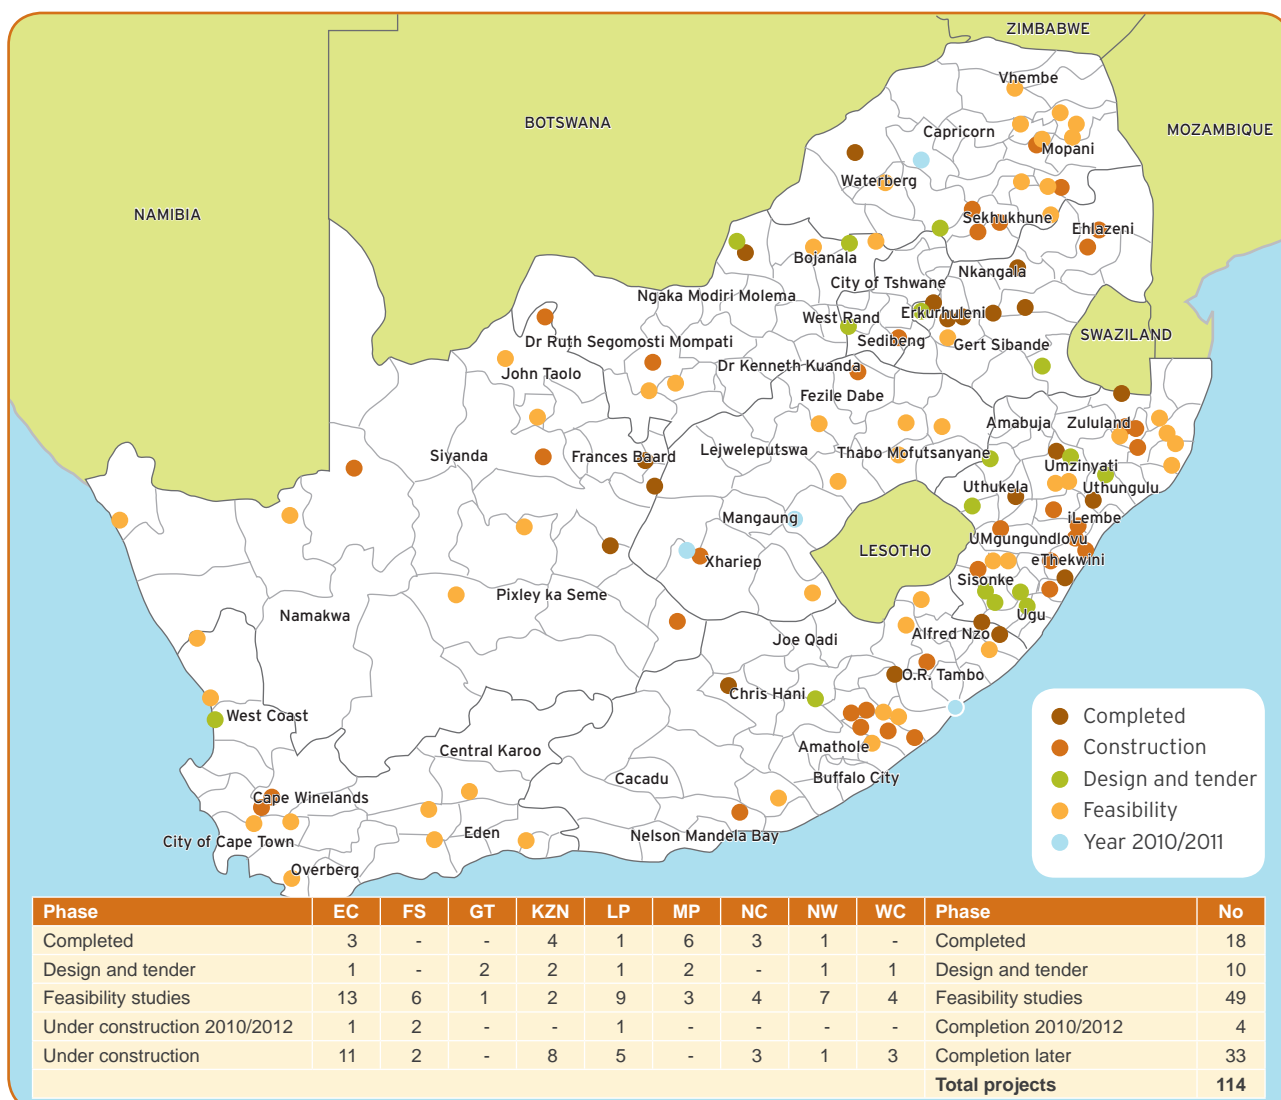 ZIMBABWE
Vhembe
BOTSWANA
Capricorn
MOZAMBIQUE
Mopani
Waterberg
NAMIBIA
Sekhukhune
Ehlazeni
Bojanala
Nkangala
City of Tshwane
Ngaka Modiri Molema
West Rand
Erkurhuleni
SWAZILAND
Dr Ruth Segomosti Mompati
Sedibeng
Gert Sibande
John Taolo
Dr Kenneth Kuanda
Fezile Dabe
Amabuja
Zululand
Siyanda
Frances Baard
Lejweleputswa
Thabo Mofutsanyane
Umzinyati
Uthukela
Uthungulu
Mangaung
iLembe
UMgungundlovu
LESOTHO
eThekwini
Xhariep
Sisonke
Pixley ka Seme
Namakwa
Ugu
Joe Qadi
Alfred Nzo
O.R. Tambo
Chris Hani
West Coast
Central Karoo
Amathole
Cacadu
Buffalo City
Cape Winelands
City of Cape Town
Eden
Nelson Mandela Bay
Overberg
Completed
Construction
Design and tender
Feasibility
Year 2010/2011
Phase EC FS GT KZN LP MP NC NW WC Phase No
Completed 3 - - 4 1 6 3 1 - Completed 18
Design and tender 1 - 2 2 1 2 - 1 1 Design and tender 10
Feasibility studies 13 6 1 2 9 3 4 7 4 Feasibility studies 49
Under construction 2010/2012 1 2 - - 1 - - - - Completion 2010/2012 4
Under construction 11 2 - 8 5 - 3 1 3 Completion later 33
Total projects 114